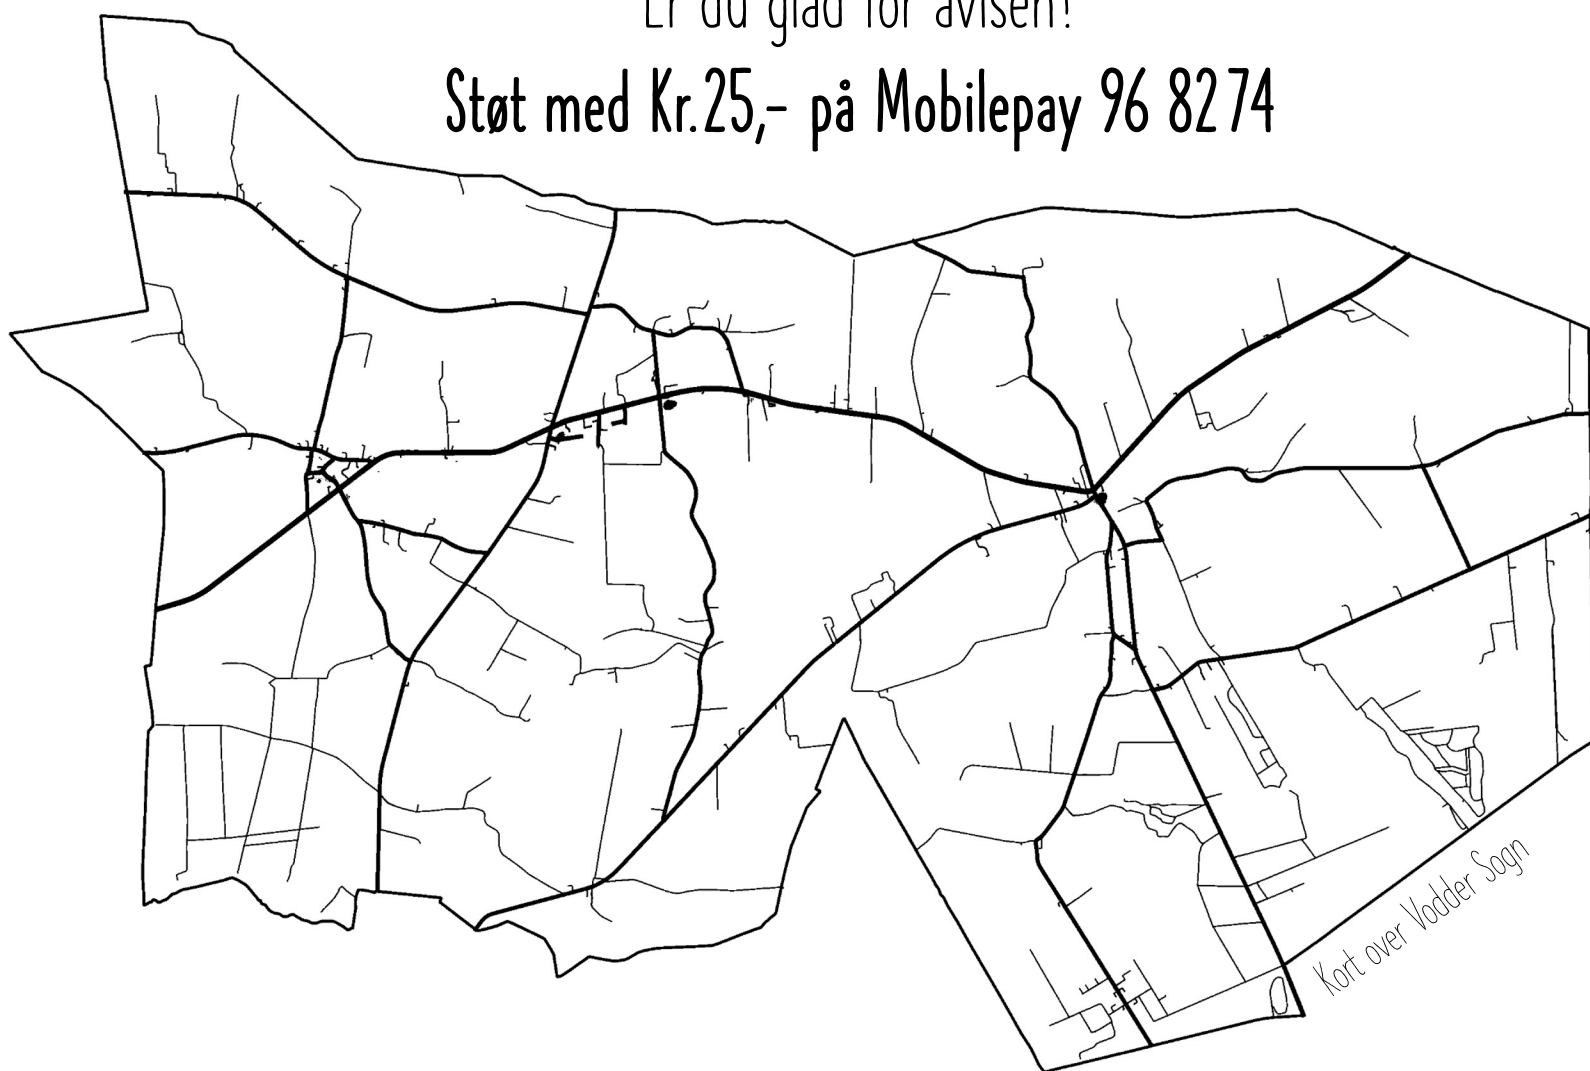 Er du glad for avisen?
Støt med Kr.25,- på Mobilepay 96 82 74
Kort over Vodder Sogn